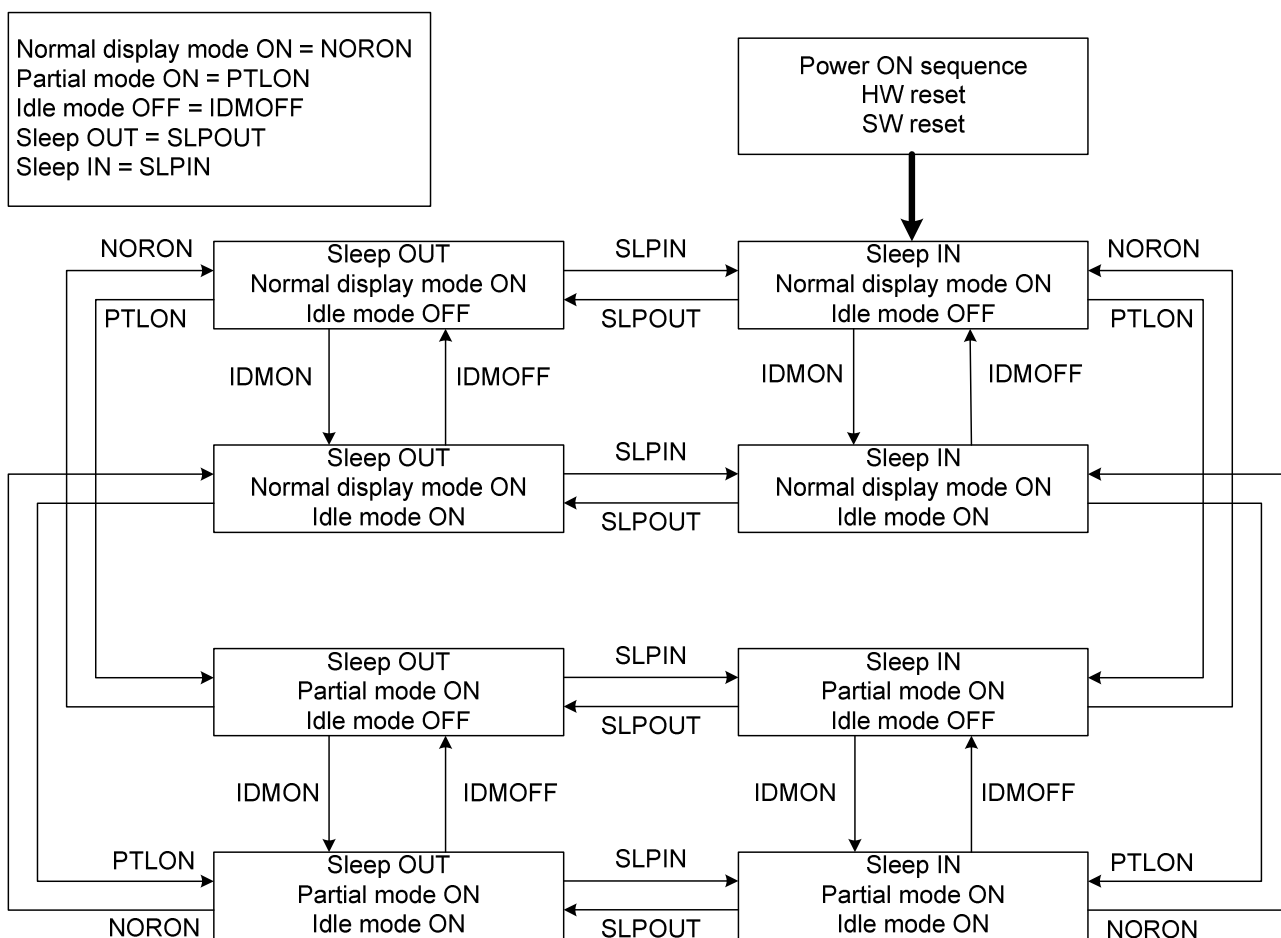 Normal display mode ON = NORON
Partial mode ON = PTLON
Idle mode OFF = IDMOFF
Sleep OUT = SLPOUT
Sleep IN = SLPIN
Power ON sequence
HW reset
SW reset
NORON
Sleep OUT
Normal display mode ON
Idle mode OFF
SLPIN
SLPOUT
Sleep IN
Normal display mode ON
Idle mode OFF
NORON
PTLON
PTLON
IDMON
IDMOFF
IDMON
IDMOFF
Sleep OUT
Normal display mode ON
Idle mode ON
SLPIN
SLPOUT
Sleep IN
Normal display mode ON
Idle mode ON
Sleep OUT
Partial mode ON
Idle mode OFF
SLPIN
SLPOUT
Sleep IN
Partial mode ON
Idle mode OFF
IDMON
IDMOFF
IDMON
IDMOFF
PTLON
NORON
Sleep OUT
Partial mode ON
Idle mode ON
SLPIN
SLPOUT
Sleep IN
Partial mode ON
Idle mode ON
PTLON
NORON